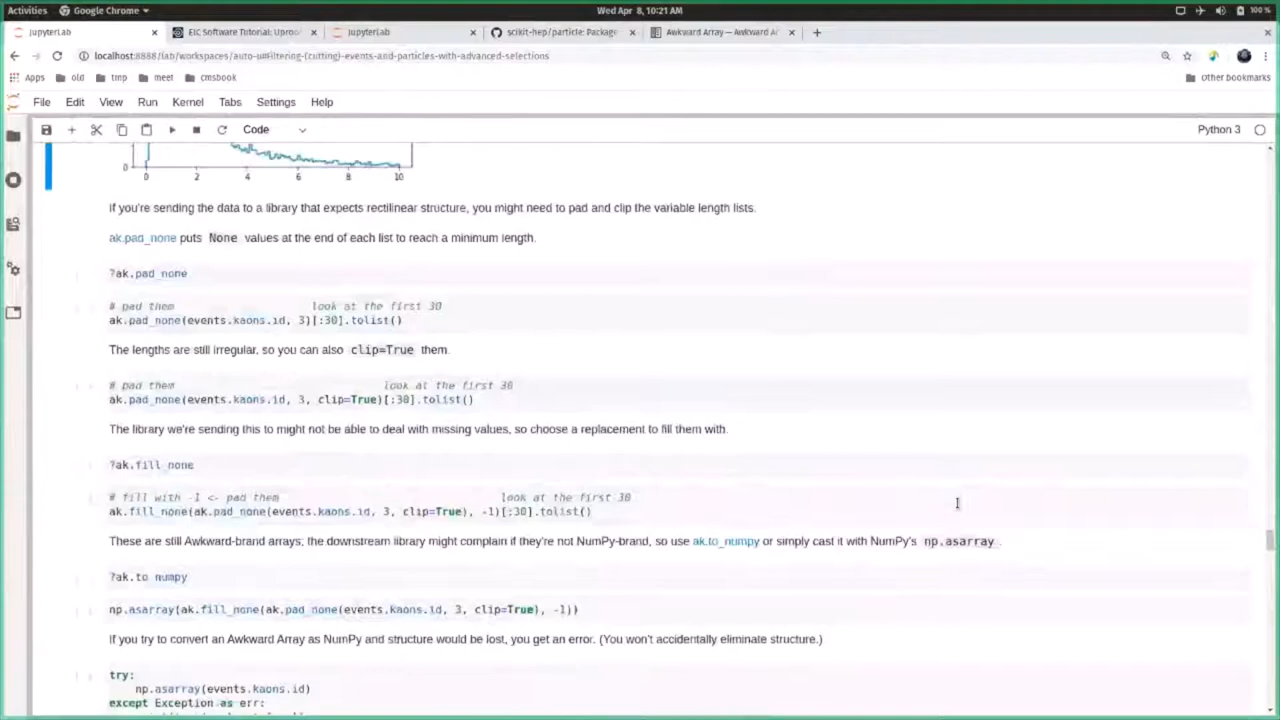 Activities Google Chrome Wed Apr 8, 10:21 AM 100 %
JupyterLab EIC Software Tutorial: Uproo JupyterLab scikit-hep/particle: Package Awkward Array — Awkward Ar
localhost:8888/lab/workspaces/auto-u#Filtering-(cutting)-events-and-particles-with-advanced-selections
Apps old tmp meet cmsbook Other bookmarks
File Edit View Run Kernel Tabs Settings Help
Code Python 3
0
0 2 4 6 8 10
If you're sending the data to a library that expects rectilinear structure, you might need to pad and clip the variable length lists.
ak.pad_none puts None values at the end of each list to reach a minimum length.
?ak.pad_none
# pad them look at the first 30
ak.pad_none(events.kaons.id, 3)[:30].tolist()
The lengths are still irregular, so you can also clip=True them.
# pad them look at the first 30
ak.pad_none(events.kaons.id, 3, clip=True)[:30].tolist()
The library we're sending this to might not be able to deal with missing values, so choose a replacement to fill them with.
?ak.fill_none
# fill with -1 <- pad them look at the first 30
ak.fill_none(ak.pad_none(events.kaons.id, 3, clip=True), -1)[:30].tolist()
These are still Awkward-brand arrays; the downstream library might complain if they're not NumPy-brand, so use ak.to_numpy or simply cast it with NumPy's np.asarray.
?ak.to_numpy
np.asarray(ak.fill_none(ak.pad_none(events.kaons.id, 3, clip=True), -1))
If you try to convert an Awkward Array as NumPy and structure would be lost, you get an error. (You won't accidentally eliminate structure.)
try:
np.asarray(events.kaons.id)
except Exception as err: